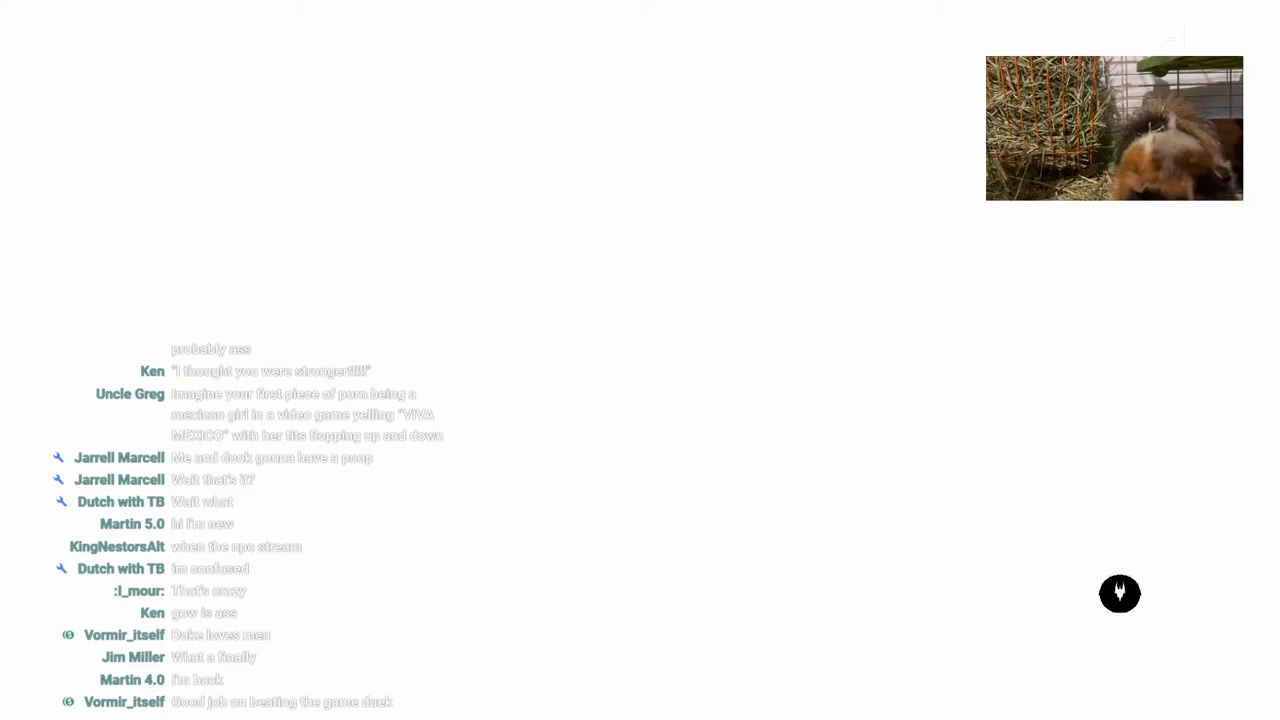 probably ass
Ken "I thought you were stronger!!!!!"
Uncle Greg Imagine your first piece of porn being a
mexican girl in a video game yelling "VIVA
MEXICO" with her tits flopping up and down
Jarrell Marcell Me and dook gonna have a poop
Jarrell Marcell Wait that's it?
Dutch with TB Wait what
Martin 5.0 hi I'm new
KingNestorsAlt when the npc stream
Dutch with TB Im confused
:I_mour: That's crazy
Ken gow is ass
Vormir_itself Duke loves men
Jim Miller What a finally
Martin 4.0 I'm back
Vormir_itself Good job on beating the game duek